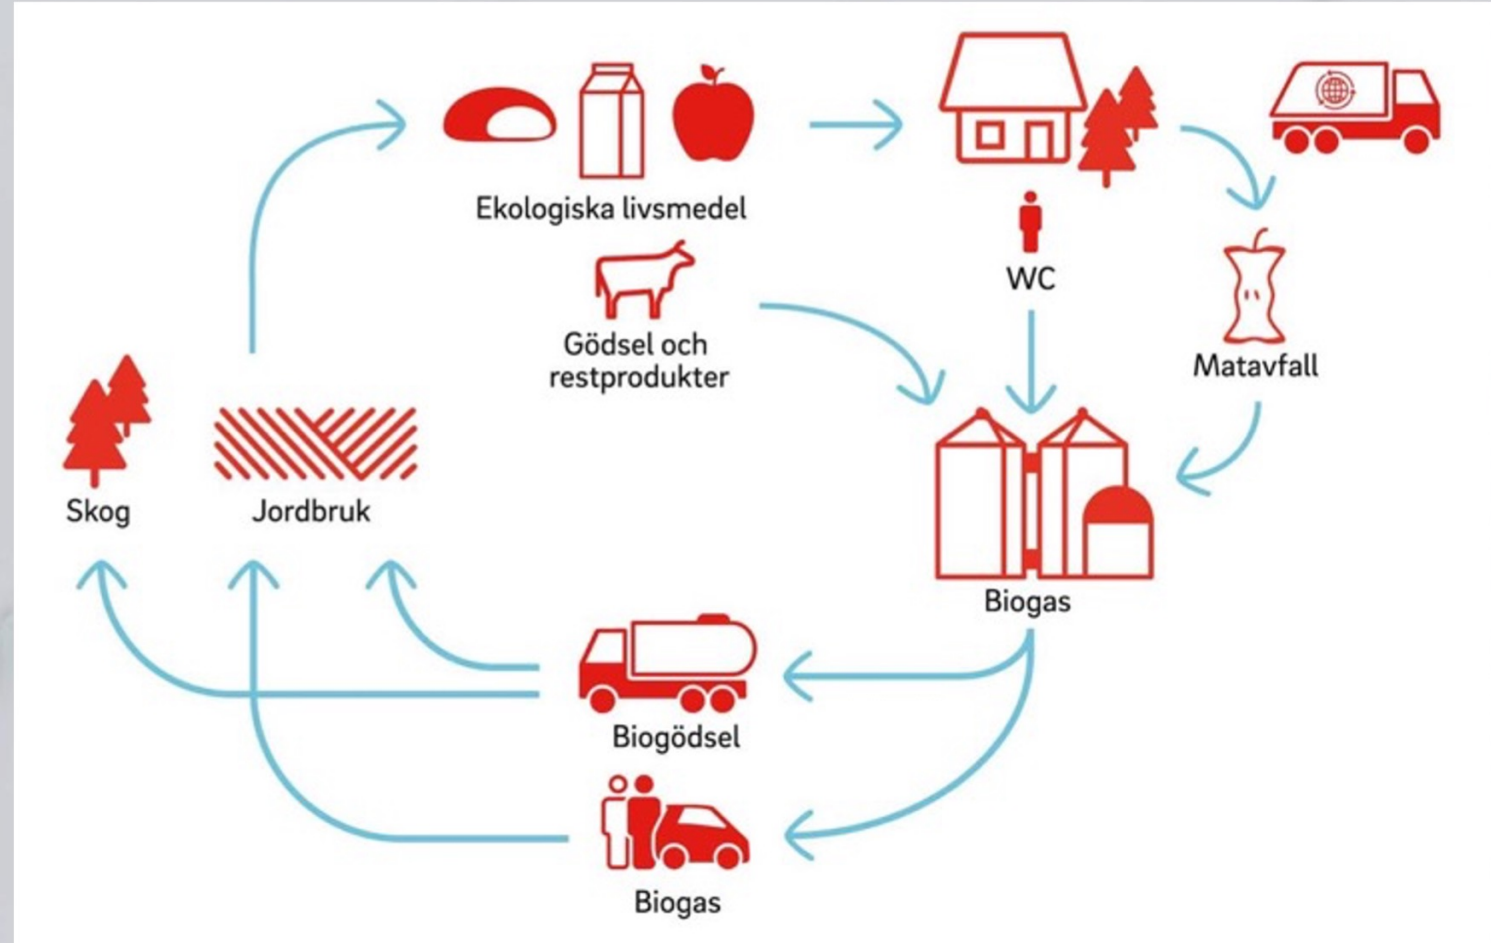 Ekologiska livsmedel
Gödsel och
restprodukter
WC
Matavfall
Skog
Jordbruk
Biogas
Biogödsel
Biogas